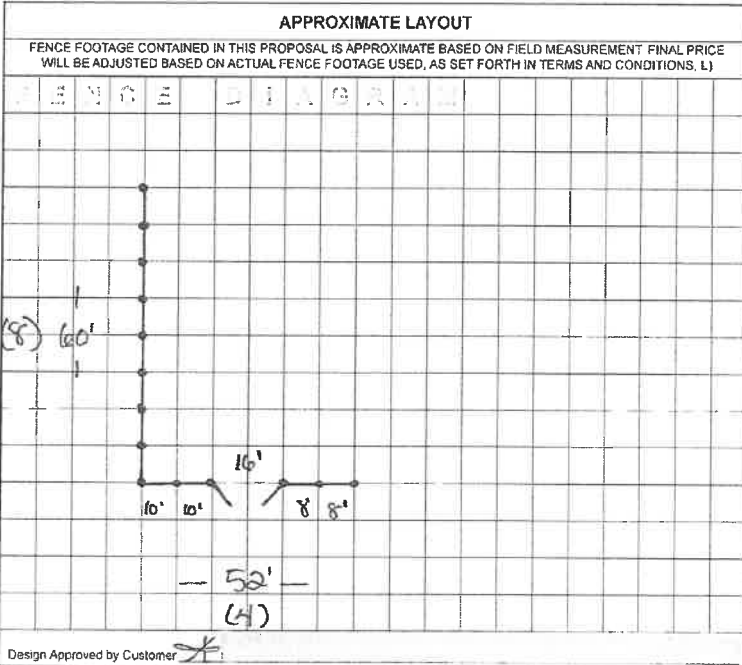 APPROXIMATE LAYOUT
FENCE FOOTAGE CONTAINED IN THIS PROPOSAL IS APPROXIMATE BASED ON FIELD MEASUREMENT FINAL PRICE
WILL BE ADJUSTED BASED ON ACTUAL FENCE FOOTAGE USED, AS SET FORTH IN TERMS AND CONDITIONS, L)
FENCE DIAGRAM
(8) 60'
16'
10' 10' 8' 8'
— 52' —
(4)
Design Approved by Customer